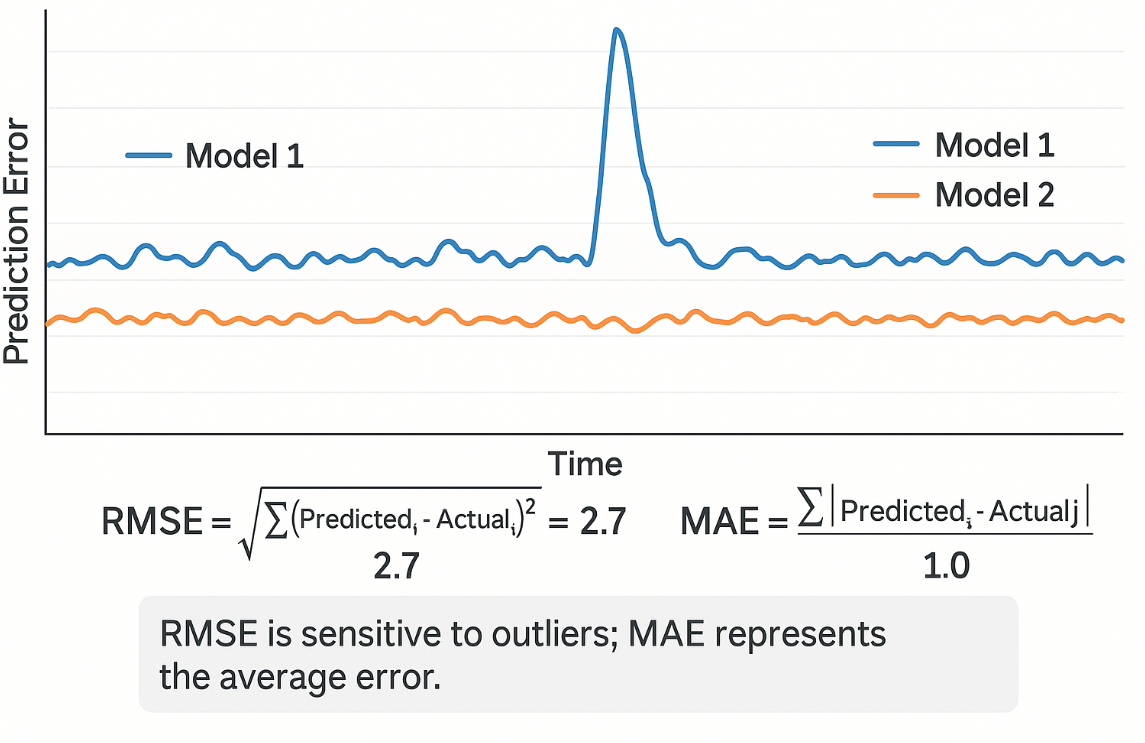 Prediction Error
Model 1
Model 1
Model 2
Time
RMSE = √∑(Predictedᵢ - Actualᵢ)² = 2.7
2.7
MAE = ∑|Predictedᵢ - Actualj|
1.0
RMSE is sensitive to outliers; MAE represents
the average error.